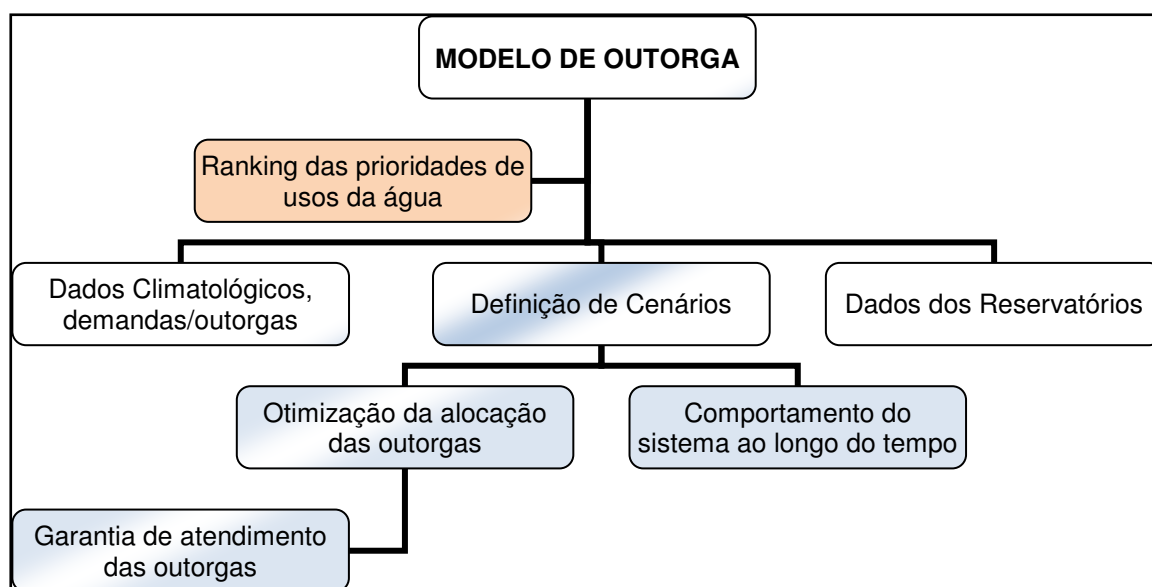 MODELO DE OUTORGA
Ranking das prioridades de
usos da água
Dados Climatológicos,
demandas/outorgas
Definição de Cenários
Dados dos Reservatórios
Otimização da alocação
das outorgas
Comportamento do
sistema ao longo do tempo
Garantia de atendimento
das outorgas